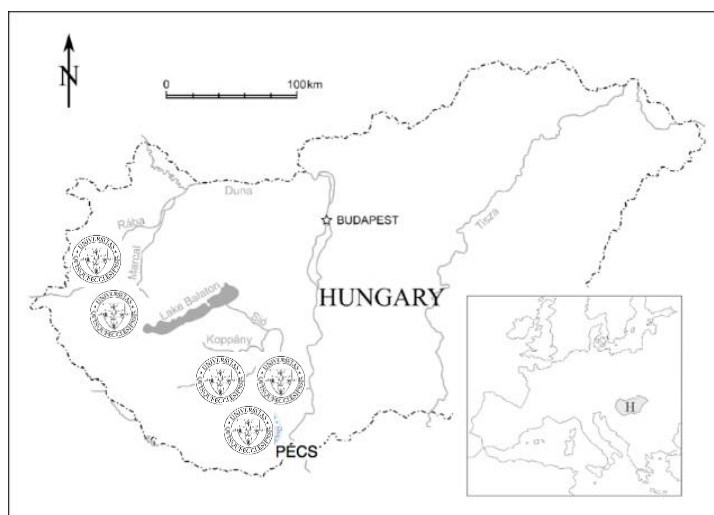 N
0 100km
Duna
Rába
Marcal
BUDAPEST
Tisza
Lake Balaton
HUNGARY
Sió
Koppány
H
PÉCS